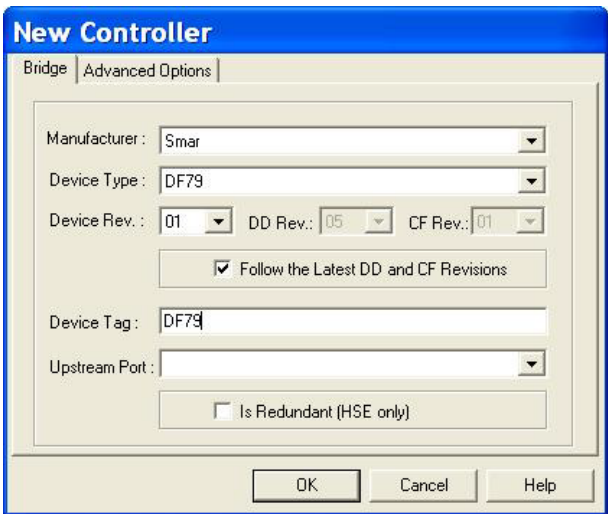 New Controller
Bridge Advanced Options
Manufacturer : Smar
Device Type : DF79
Device Rev. : 01 DD Rev.: 05 CF Rev.: 01
Follow the Latest DD and CF Revisions
Device Tag : DF79
Upstream Port :
Is Redundant (HSE only)
OK Cancel Help